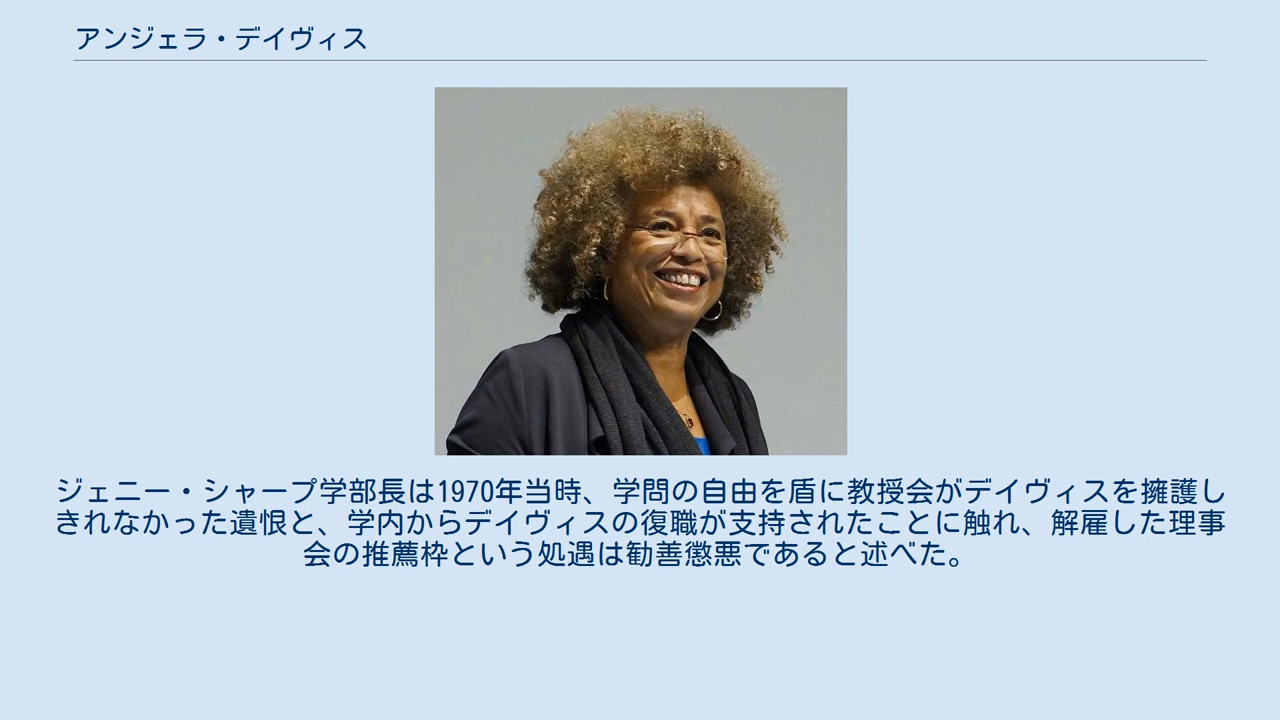 アンジェラ・デイヴィス
ジェニー・シャープ学部長は1970年当時、学問の自由を盾に教授会がデイヴィスを擁護し
きれなかった遺恨と、学内からデイヴィスの復職が支持されたことに触れ、解雇した理事
会の推薦枠という処遇は勧善懲悪であると述べた。